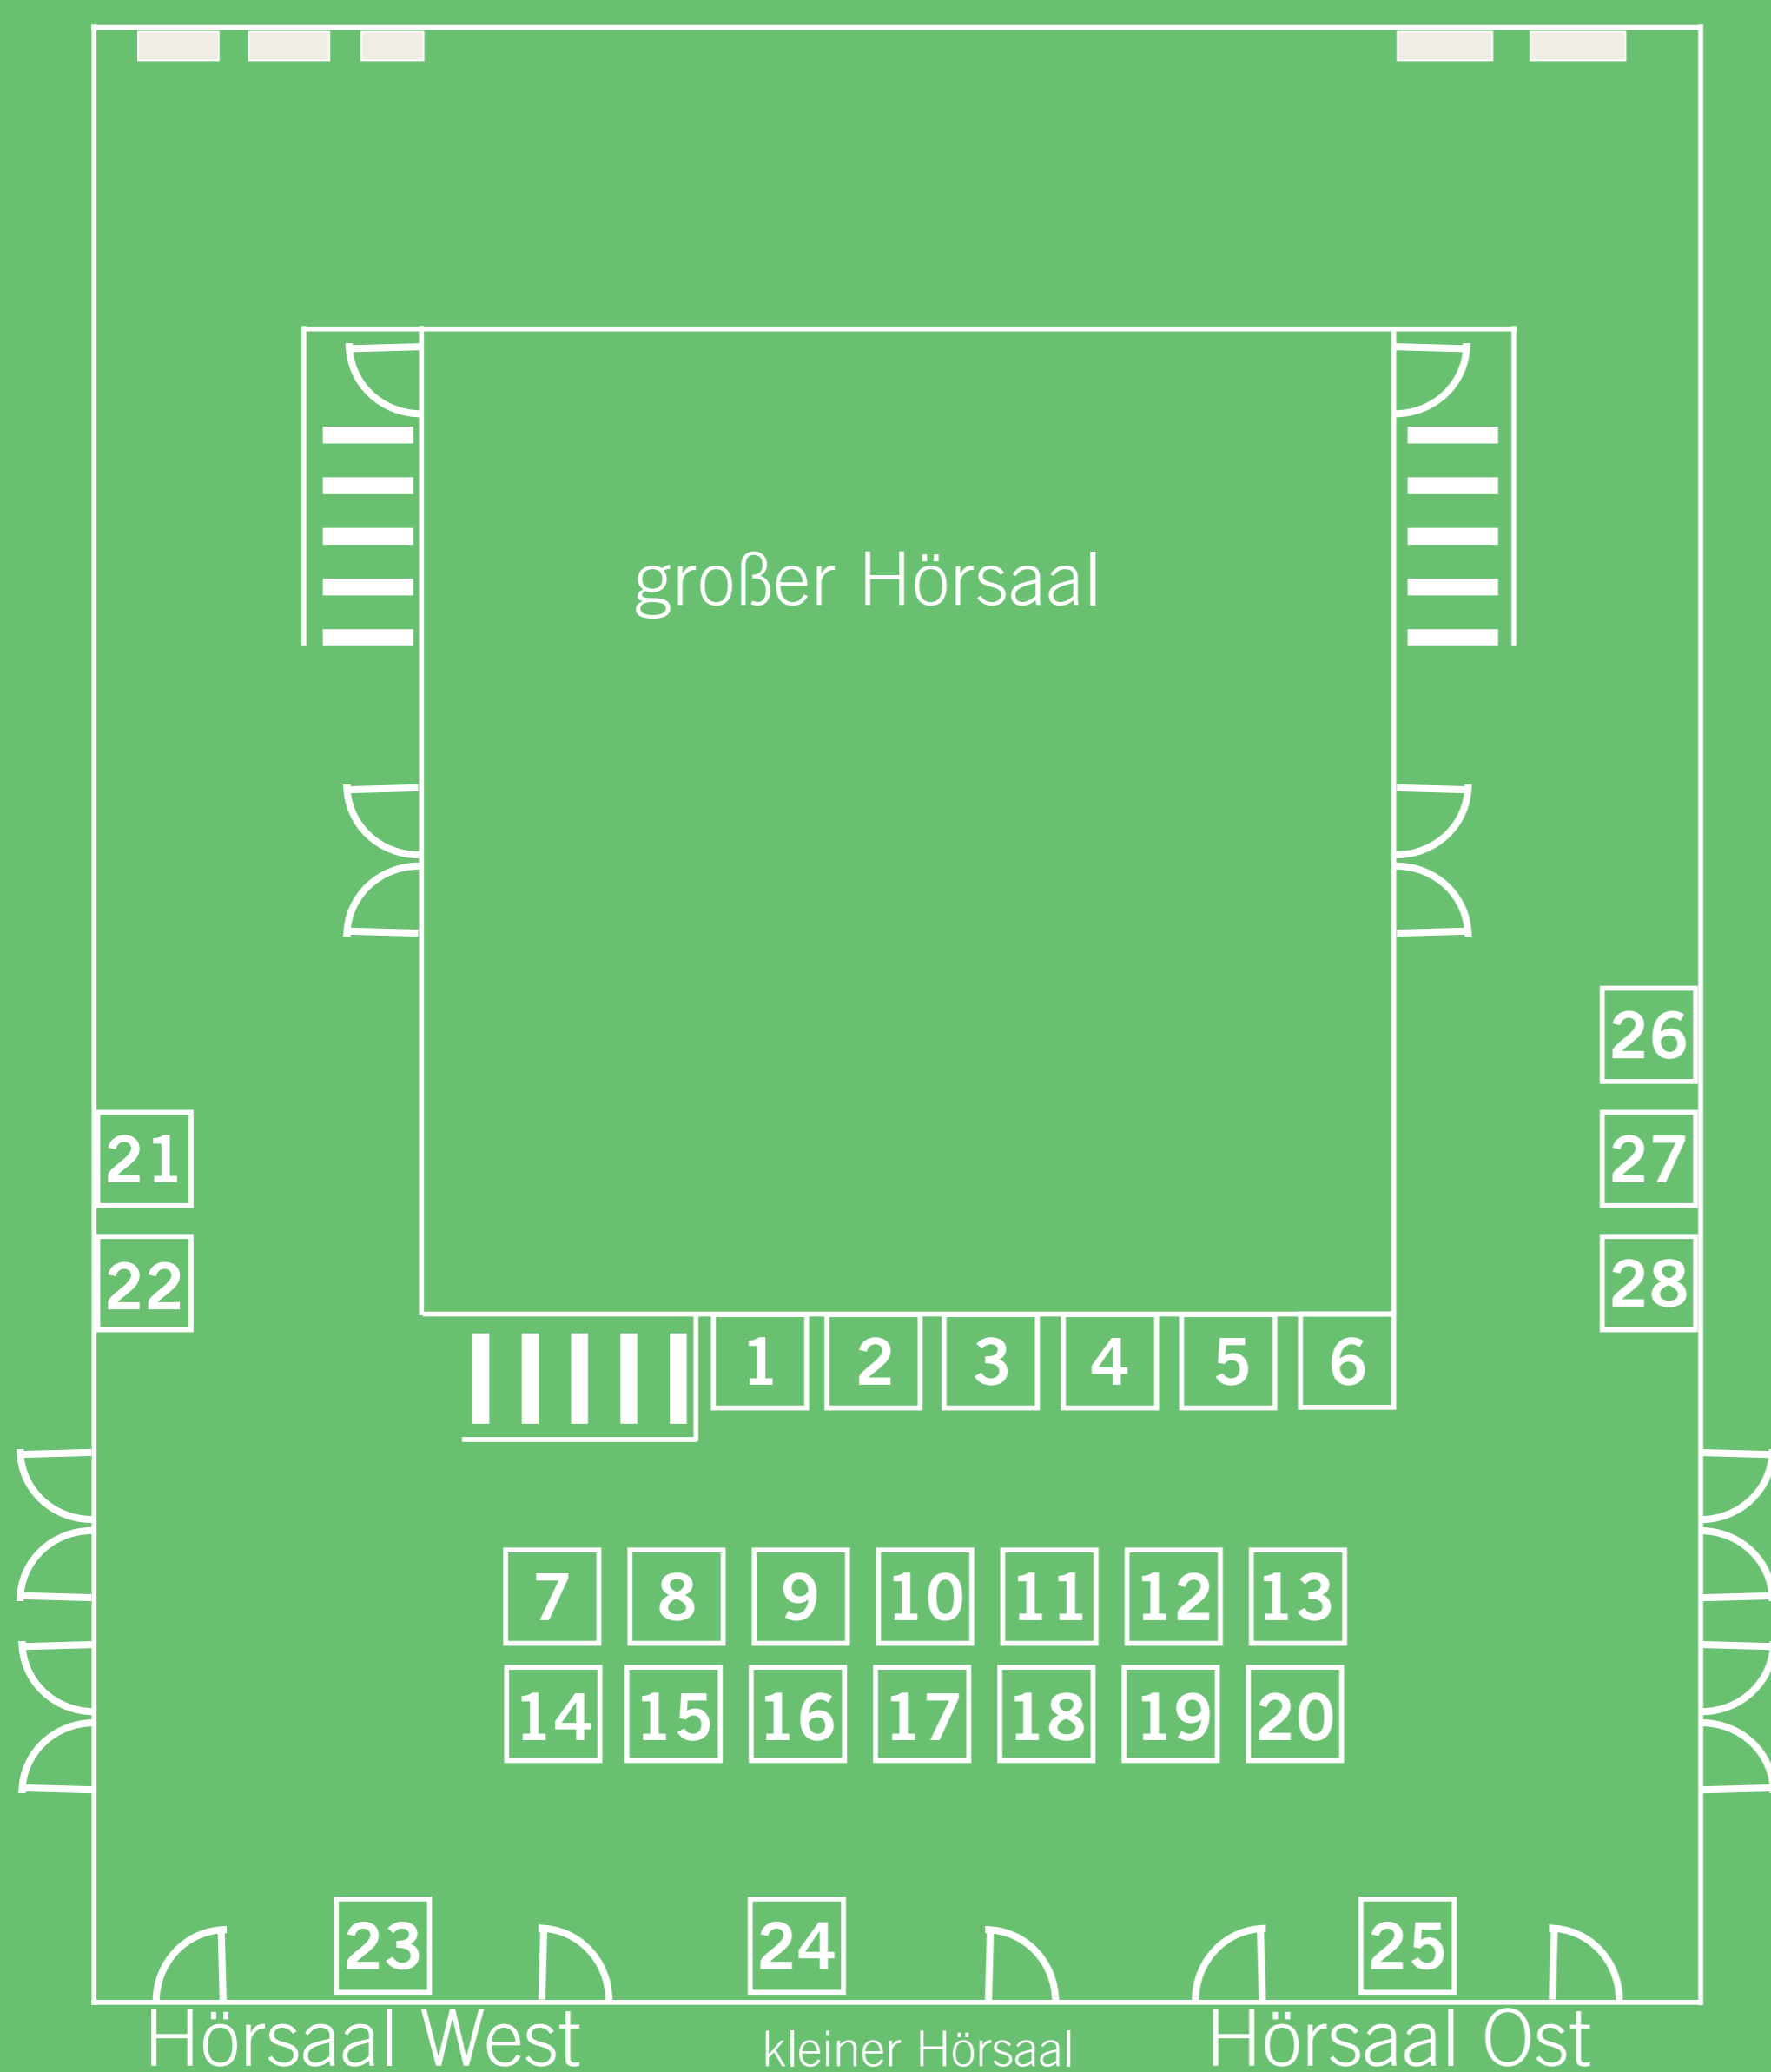 großer Hörsaal
26
21
27
22
28
1 2 3 4 5 6
7 8 9 10 11 12 13
14 15 16 17 18 19 20
23 24 25
Hörsaal West
kleiner Hörsaal
Hörsaal Ost